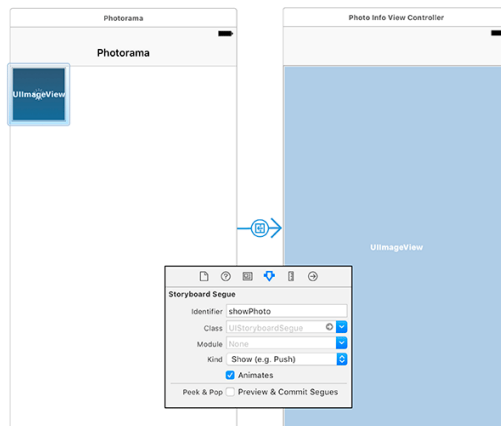 Photorama
Photo Info View Controller
Photorama
UIImageView
UIImageView
Storyboard Segue
Identifier showPhoto
Class UIStoryboardSegue
Module None
Kind Show (e.g. Push)
Animates
Peek & Pop Preview & Commit Segues